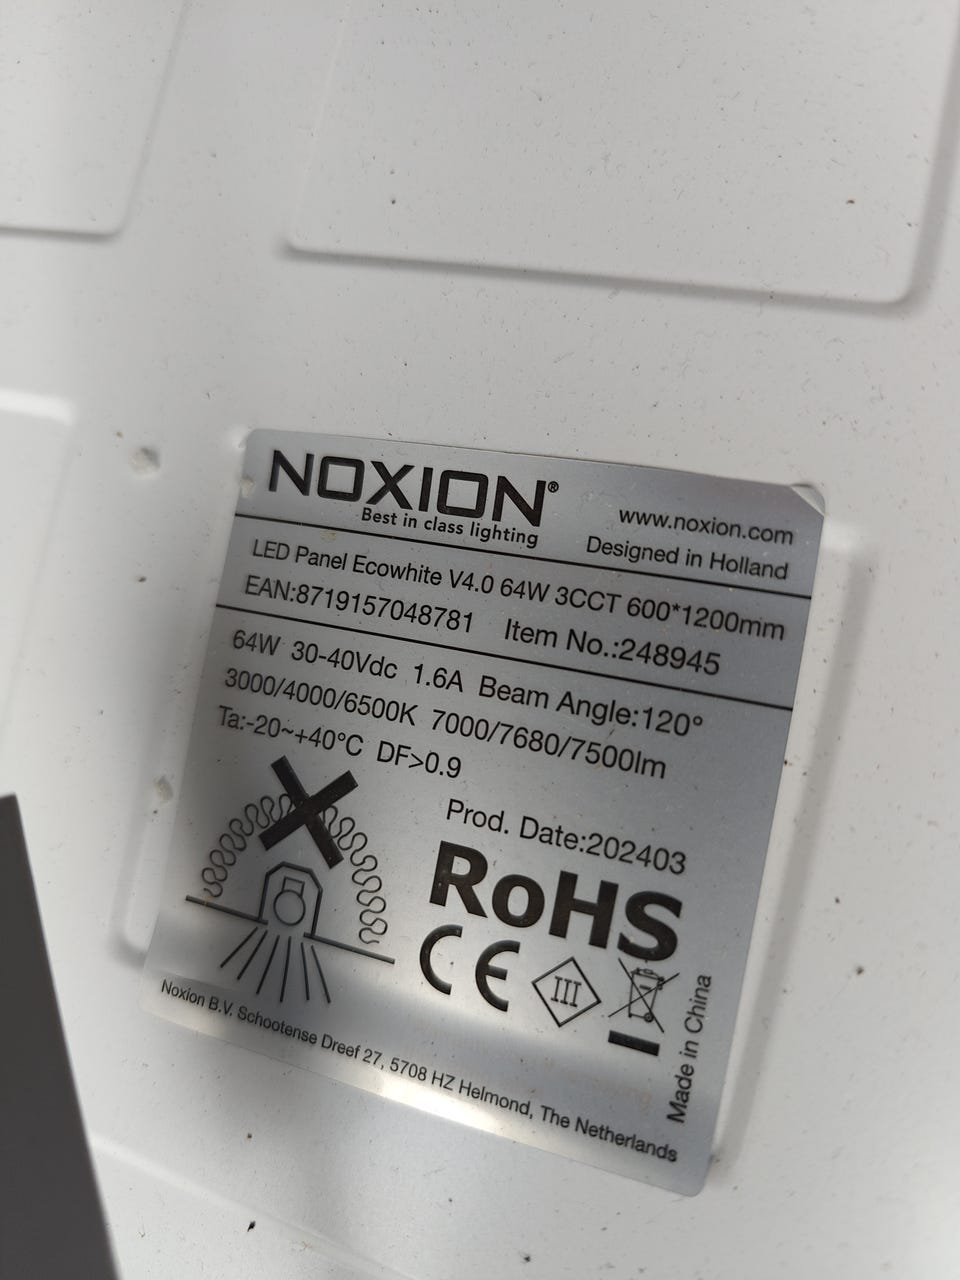 NOXION®
Best in class lighting
www.noxion.com
Designed in Holland
LED Panel Ecowhite V4.0 64W 3CCT 600*1200mm
EAN:8719157048781 Item No.:248945
64W 30-40Vdc 1.6A Beam Angle:120°
3000/4000/6500K 7000/7680/7500lm
Ta:-20~+40°C DF>0.9
Prod. Date:202403
RoHS
CE
III
Made in China
Noxion B.V. Schootense Dreef 27, 5708 HZ Helmond, The Netherlands